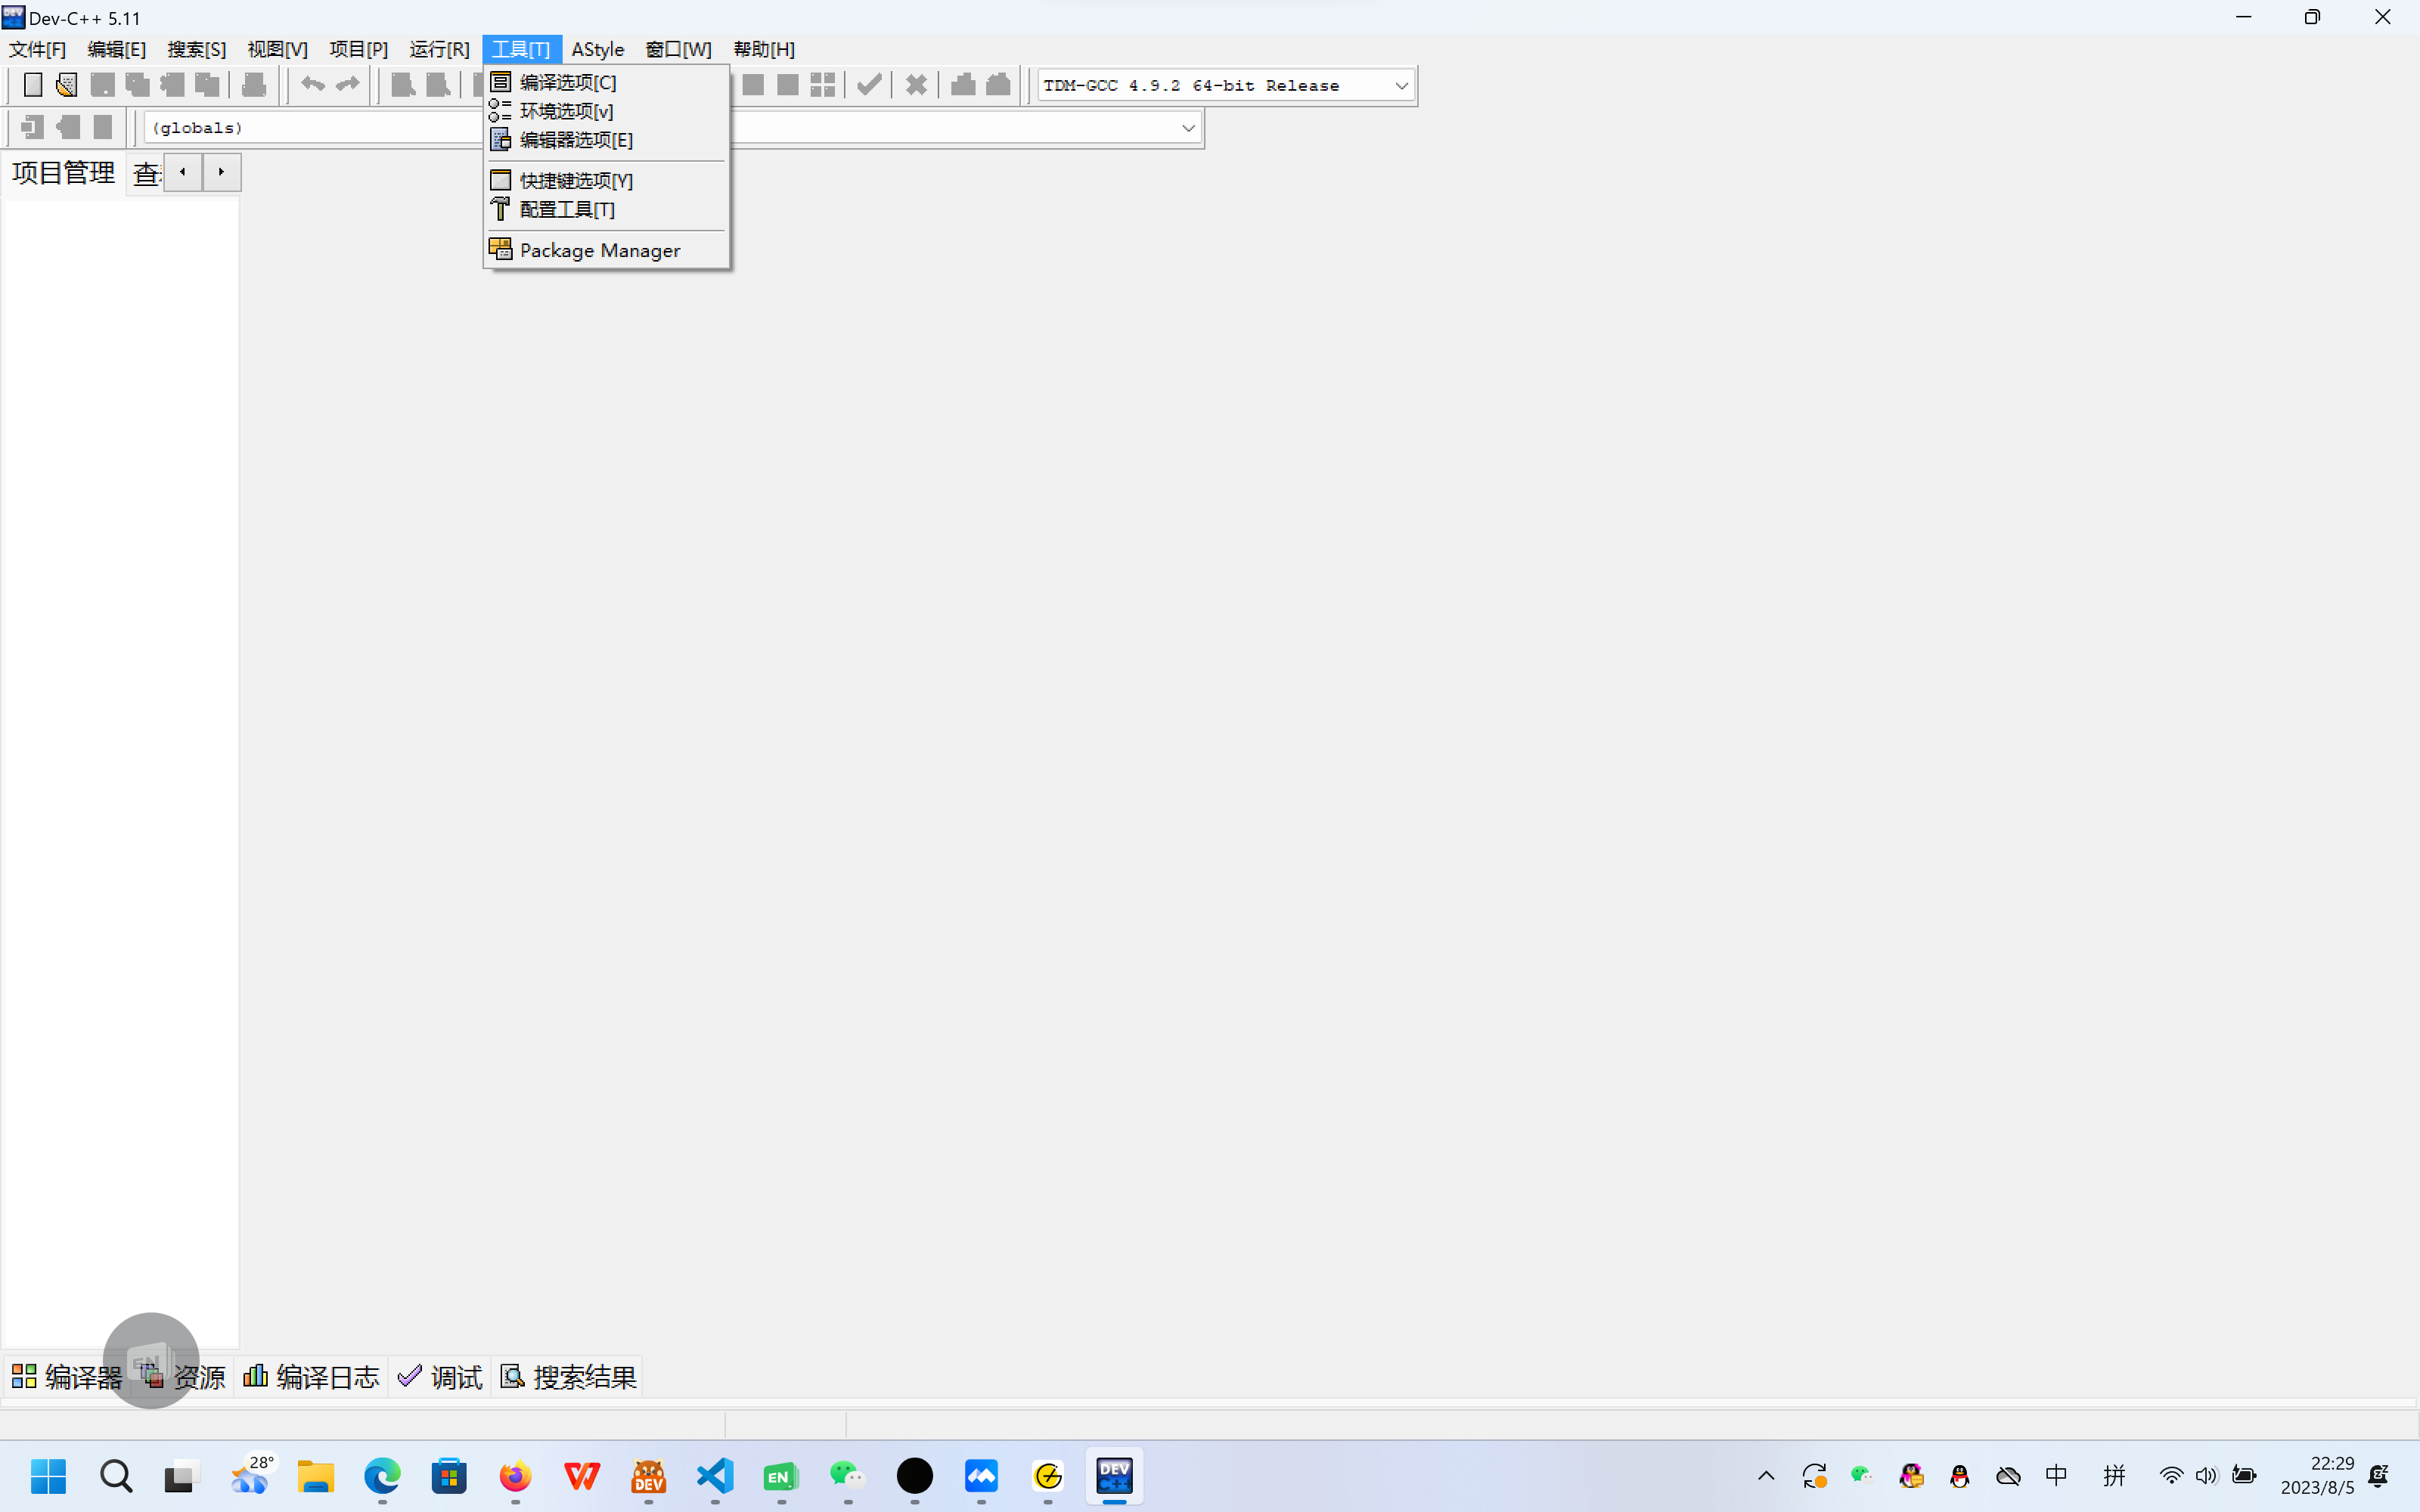 Dev-C++ 5.11
文件[F] 编辑[E] 搜索[S] 视图[V] 项目[P] 运行[R] 工具[T] AStyle 窗口[W] 帮助[H]
编译选项[C]
环境选项[v]
编辑器选项[E]
快捷键选项[Y]
配置工具[T]
Package Manager
TDM-GCC 4.9.2 64-bit Release
(globals)
项目管理 查
编译器 资源 编译日志 调试 搜索结果
EN
28°
DEV
EN
DEV C++
中 拼
22:29
2023/8/5